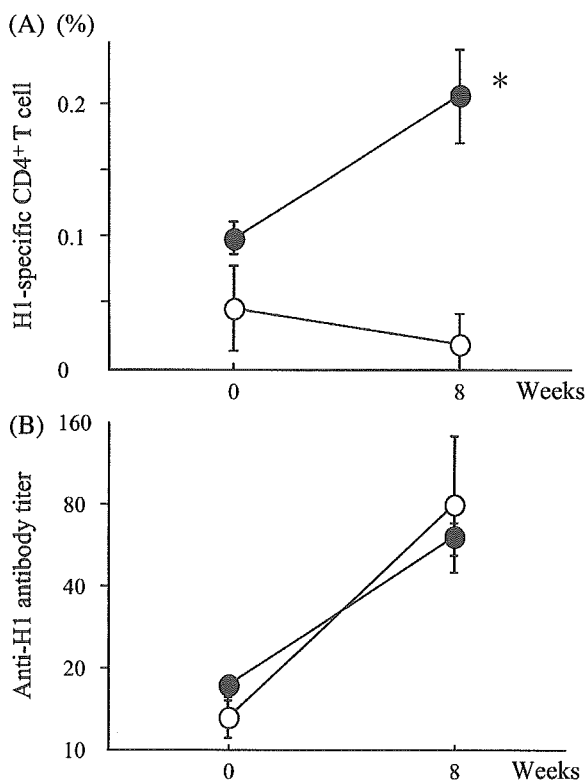 (A) (%)
H1-specific CD4⁺ T cell
0.2
0.1
0
*
0
8
Weeks
(B)
Anti-H1 antibody titer
160
80
40
20
10
0
8
Weeks